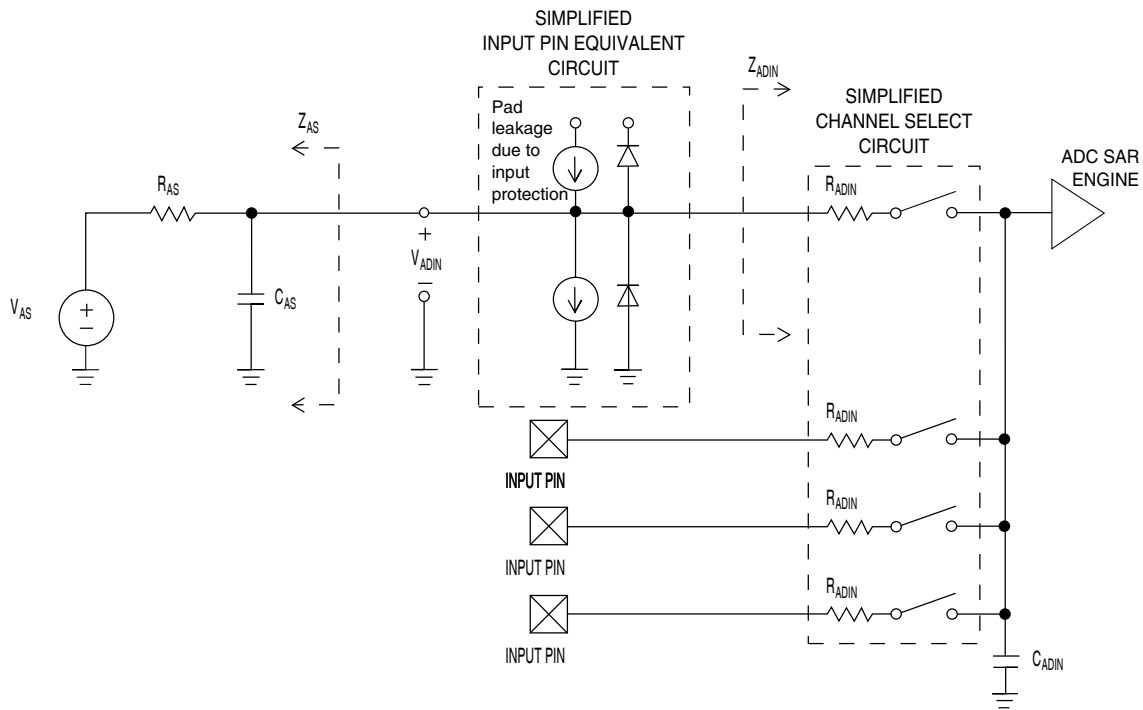 SIMPLIFIED
INPUT PIN EQUIVALENT
CIRCUIT
Pad
leakage
due to
input
protection
Z_ADIN
SIMPLIFIED
CHANNEL SELECT
CIRCUIT
ADC SAR
ENGINE
Z_AS
R_AS
R_ADIN
+
V_ADIN
–
C_AS
V_AS
+
–
R_ADIN
INPUT PIN
R_ADIN
INPUT PIN
R_ADIN
INPUT PIN
C_ADIN